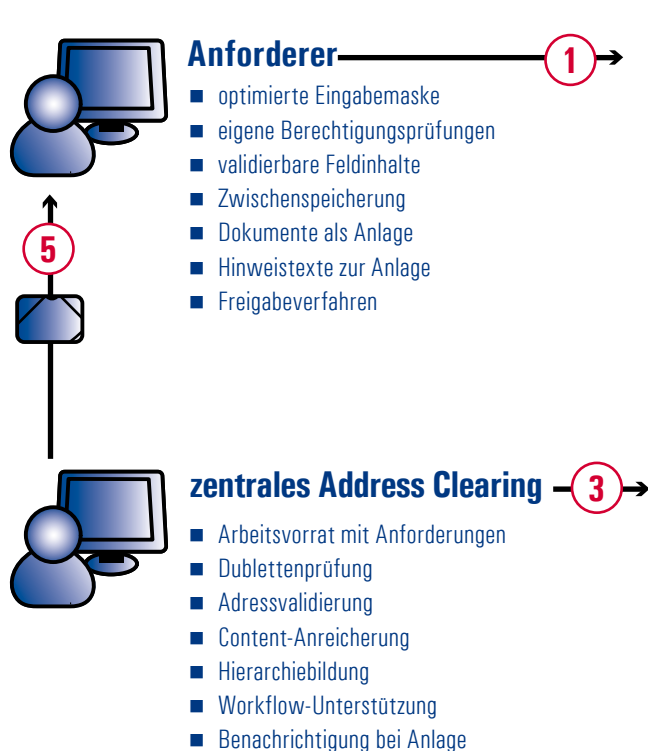 Anforderer 1
■ optimierte Eingabemaske
■ eigene Berechtigungsprüfungen
■ validierbare Feldinhalte
■ Zwischenspeicherung
■ Dokumente als Anlage
■ Hinweistexte zur Anlage
■ Freigabeverfahren
5
zentrales Address Clearing 3
■ Arbeitsvorrat mit Anforderungen
■ Dublettenprüfung
■ Adressvalidierung
■ Content-Anreicherung
■ Hierarchiebildung
■ Workflow-Unterstützung
■ Benachrichtigung bei Anlage